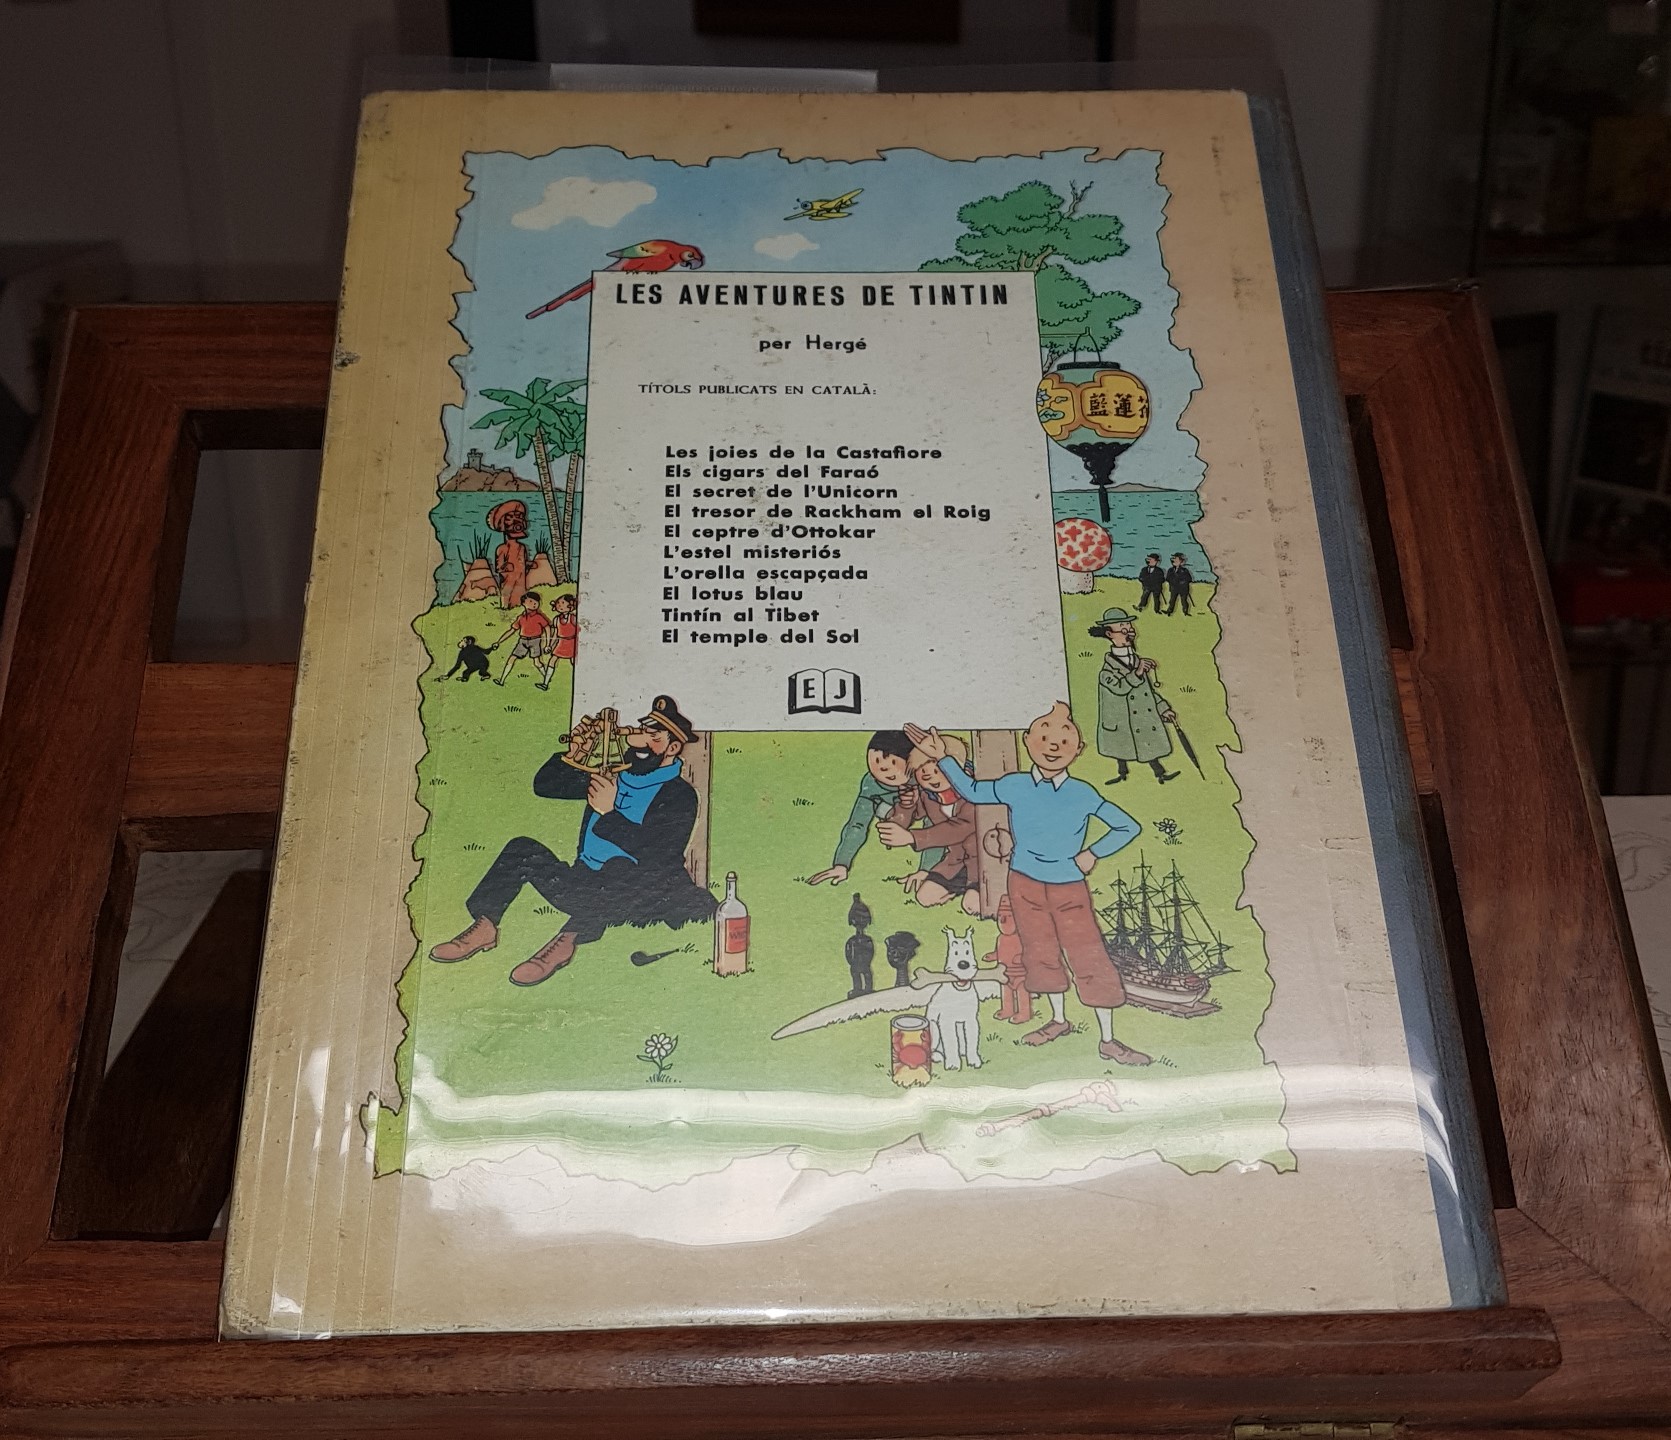 LES AVENTURES DE TINTIN
per Hergé
TÍTOLS PUBLICATS EN CATALÀ:
Les joies de la Castafiore
Els cigars del Faraó
El secret de l'Unicorn
El tresor de Rackham el Roig
El ceptre d'Ottokar
L'estel misteriós
L'orella escapçada
El lotus blau
Tintín al Tibet
El temple del Sol
E J
藍蓮